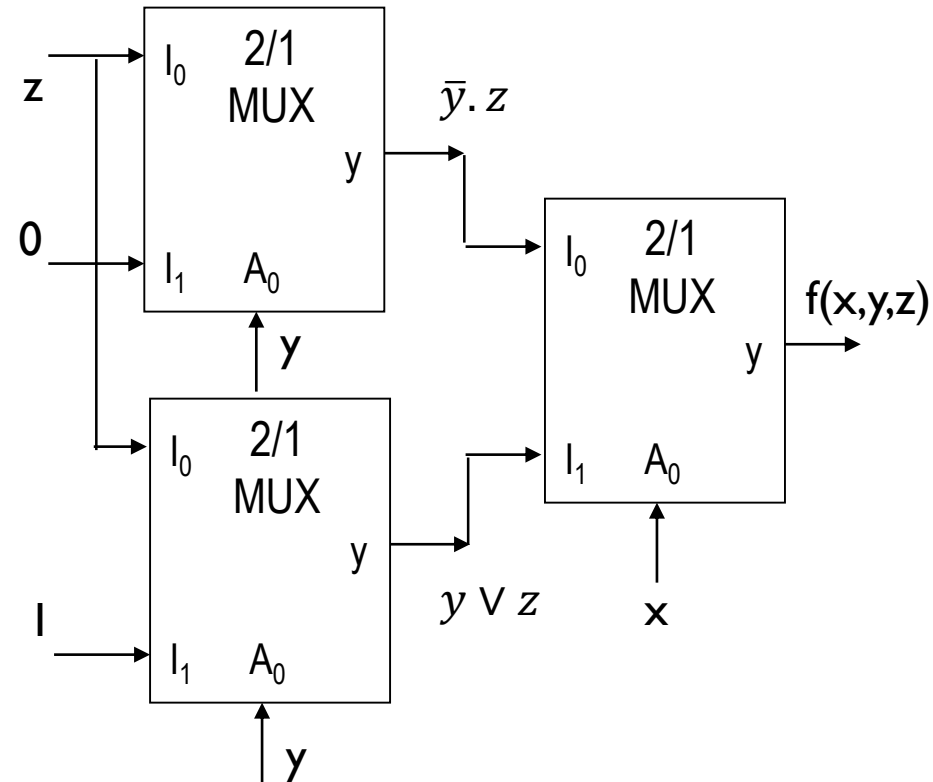 z
0
I₀
2/1
MUX
y
I₁
A₀
y
ȳ. z
I₀
2/1
MUX
y
I₁
A₀
y
1
y ∨ z
I₀
2/1
MUX
y
I₁
A₀
x
f(x,y,z)